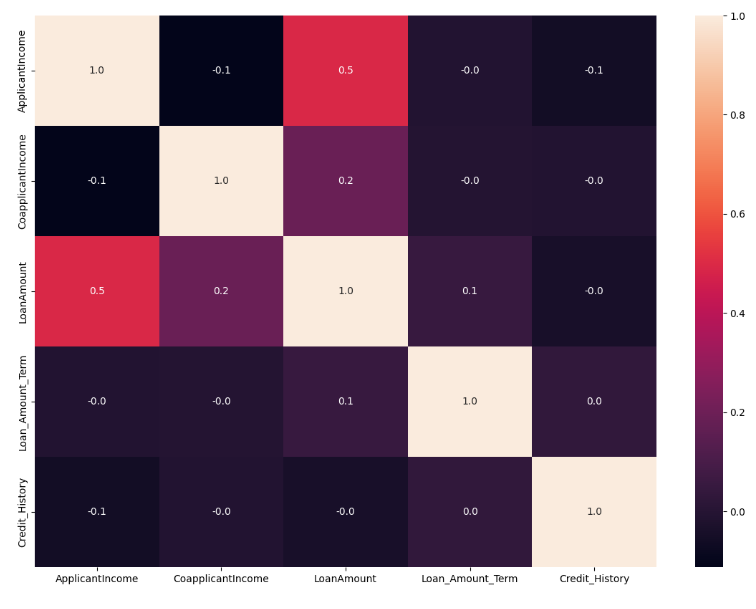 ApplicantIncome 1.0 -0.1 0.5 -0.0 -0.1
CoapplicantIncome -0.1 1.0 0.2 -0.0 -0.0
LoanAmount 0.5 0.2 1.0 0.1 -0.0
Loan_Amount_Term -0.0 -0.0 0.1 1.0 0.0
Credit_History -0.1 -0.0 -0.0 0.0 1.0
ApplicantIncome CoapplicantIncome LoanAmount Loan_Amount_Term Credit_History
1.0
0.8
0.6
0.4
0.2
0.0